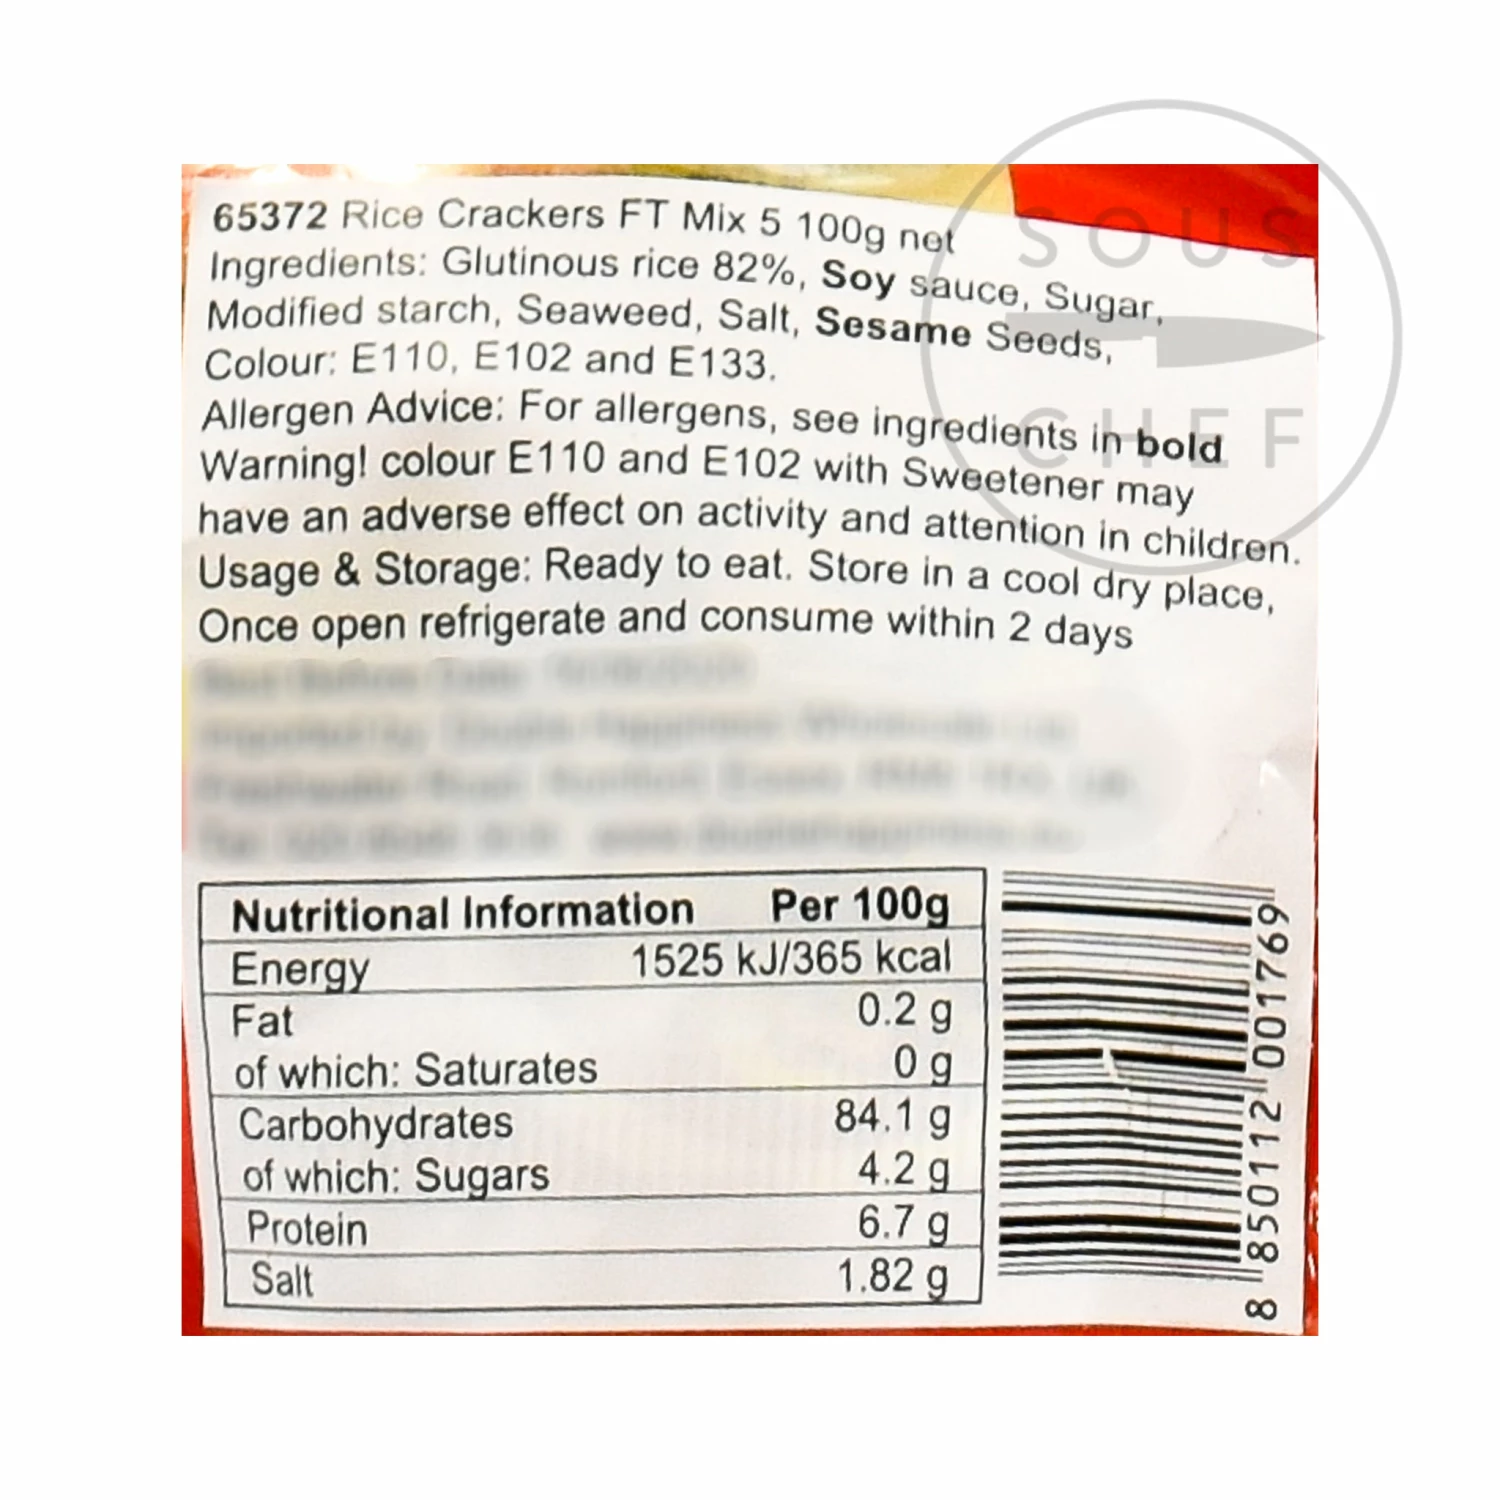 65372 Rice Crackers FT Mix 5 100g net
Ingredients: Glutinous rice 82%, Soy sauce, Sugar,
Modified starch, Seaweed, Salt, Sesame Seeds,
Colour: E110, E102 and E133.
Allergen Advice: For allergens, see ingredients in bold
Warning! colour E110 and E102 with Sweetener may
have an adverse effect on activity and attention in children.
Usage & Storage: Ready to eat. Store in a cool dry place,
Once open refrigerate and consume within 2 days
Nutritional Information Per 100g
Energy 1525 kJ/365 kcal
Fat 0.2 g
of which: Saturates 0 g
Carbohydrates 84.1 g
of which: Sugars 4.2 g
Protein 6.7 g
Salt 1.82 g
8 850112 001769
SOUS
CHEF